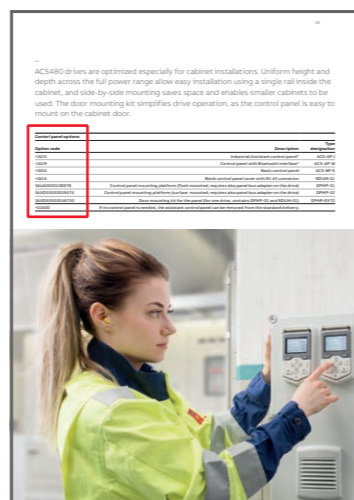 ACS480 drives are optimized especially for cabinet installations. Uniform height and
depth across the full power range allow easy installation using a single rail inside the
cabinet, and side-by-side mounting saves space and enables smaller cabinets to be
used. The door mounting kit simplifies drive operation, as the control panel is easy to
mount on the cabinet door.
Control panel options
Option code Description Type designation
Industrial Assistant control panel* ACS-AP-I
+J429 Control panel with Bluetooth interface* ACS-AP-W
+J404 Basic control panel ACS-BP-S
+J424 Blank control panel cover with RJ-45 connector RDUM-01
Control panel mounting platform (flush mounted, requires also panel bus adapter on the drive) DPMP-01
Control panel mounting platform (surface mounted, requires also panel bus adapter on the drive) DPMP-02
Door mounting kit for the panel (for one drive, contains DPMP-02 and RDUM-01) DPMP-EXT2
If no control panel is needed, the assistant control panel can be removed from the standard delivery.